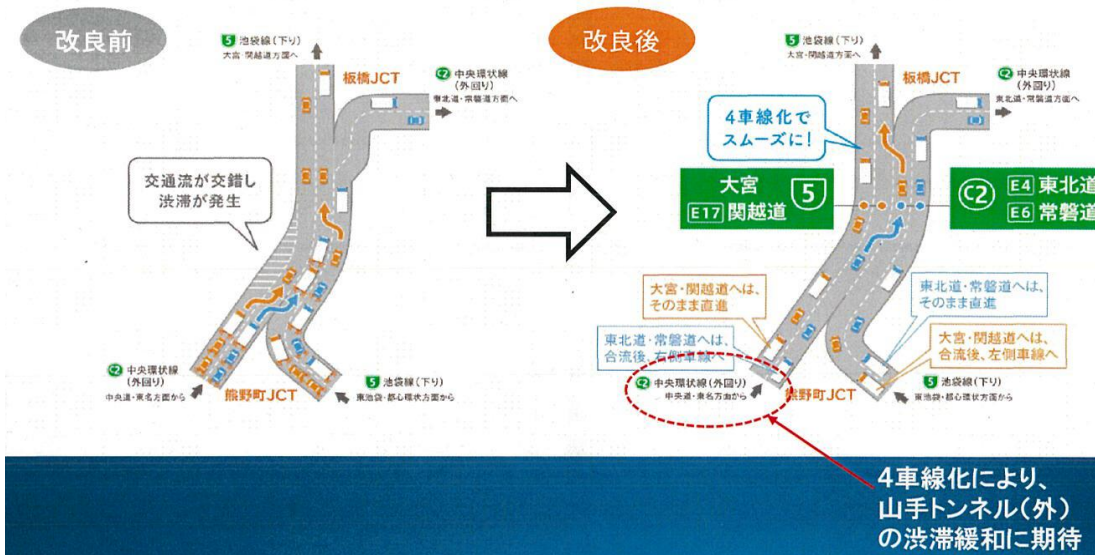 改良前
5 池袋線(下り)
大宮・関越道方面へ
板橋JCT
C2 中央環状線
(外回り)
東北道・常磐道方面へ
交通流が交錯し
渋滞が発生
C2 中央環状線
(外回り)
中央道・東名方面から
熊野町JCT
5 池袋線(下り)
東池袋・都心環状方面から
改良後
5 池袋線(下り)
大宮・関越道方面へ
板橋JCT
C2 中央環状線
(外回り)
東北道・常磐道方面へ
4車線化で
スムーズに!
大宮
E17 関越道
5
C2
E4 東北道
E6 常磐道
大宮・関越道へは、
そのまま直進
東北道・常磐道へは、
合流後、右側車線へ
東北道・常磐道へは、
そのまま直進
大宮・関越道へは、
合流後、左側車線へ
C2 中央環状線(外回り)
中央道・東名方面から
熊野町JCT
5 池袋線(下り)
東池袋・都心環状方面から
4車線化により、
山手トンネル(外)
の渋滞緩和に期待